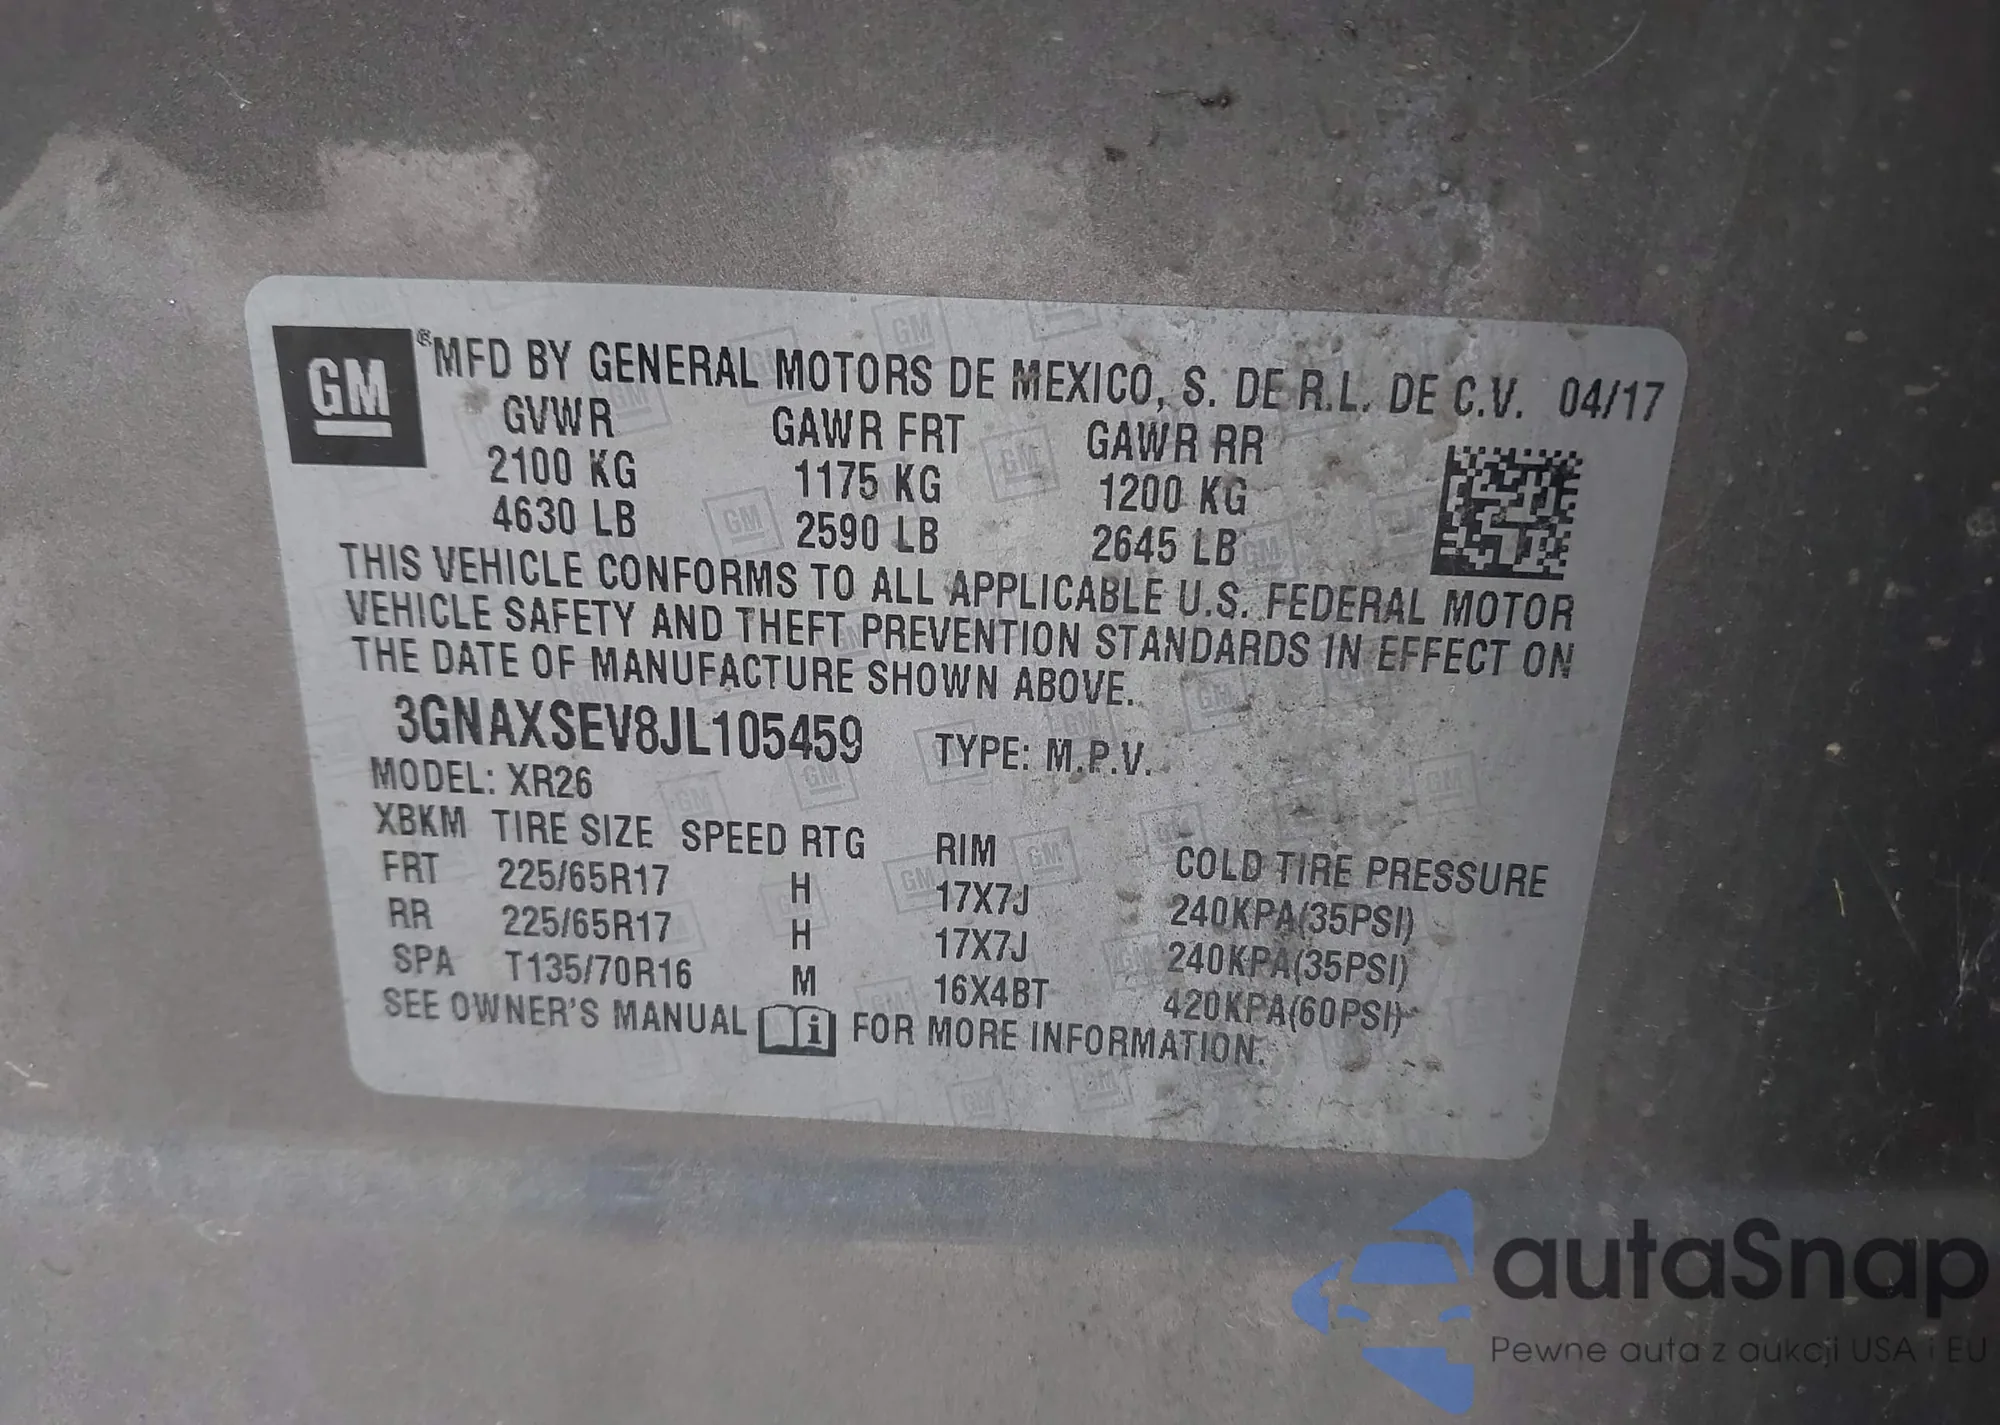 GM ®MFD BY GENERAL MOTORS DE MEXICO, S. DE R.L. DE C.V. 04/17
GVWR GAWR FRT GAWR RR
2100 KG 1175 KG 1200 KG
4630 LB 2590 LB 2645 LB
THIS VEHICLE CONFORMS TO ALL APPLICABLE U.S. FEDERAL MOTOR
VEHICLE SAFETY AND THEFT PREVENTION STANDARDS IN EFFECT ON
THE DATE OF MANUFACTURE SHOWN ABOVE.
3GNAXSEV8JL105459 TYPE: M.P.V.
MODEL: XR26
XBKM TIRE SIZE SPEED RTG RIM COLD TIRE PRESSURE
FRT 225/65R17 H 17X7J 240KPA(35PSI)
RR 225/65R17 H 17X7J 240KPA(35PSI)
SPA T135/70R16 M 16X4BT 420KPA(60PSI)
SEE OWNER'S MANUAL i FOR MORE INFORMATION.
autaSnap
Pewne auta z aukcji USA i EU